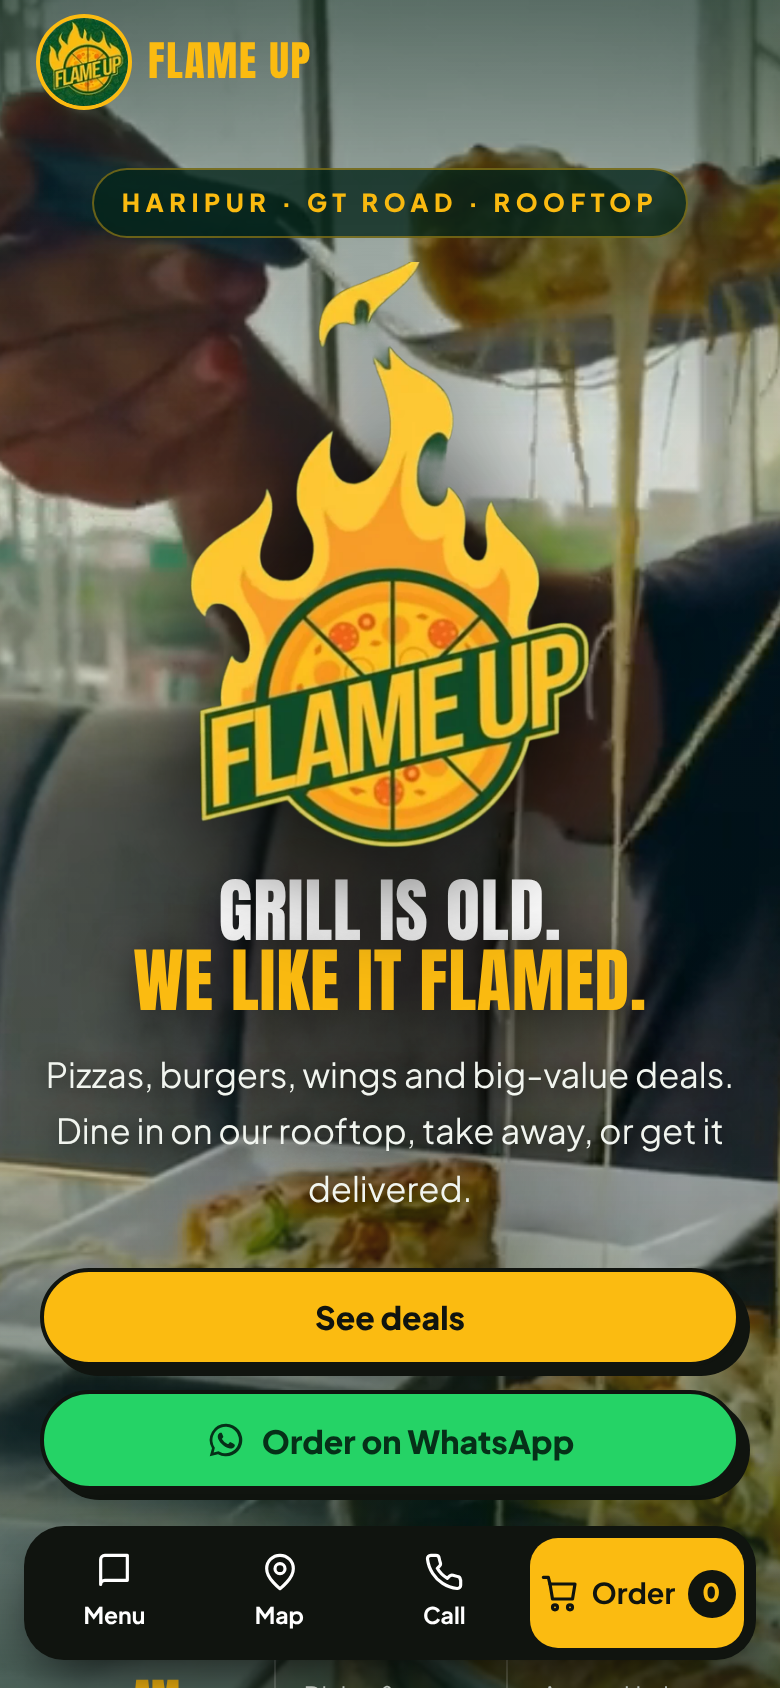 FLAME UP
FLAME UP
HARIPUR · GT ROAD · ROOFTOP
FLAME UP
GRILL IS OLD.
WE LIKE IT FLAMED.
Pizzas, burgers, wings and big-value deals.
Dine in on our rooftop, take away, or get it
delivered.
See deals
Order on WhatsApp
Menu
Map
Call
Order 0